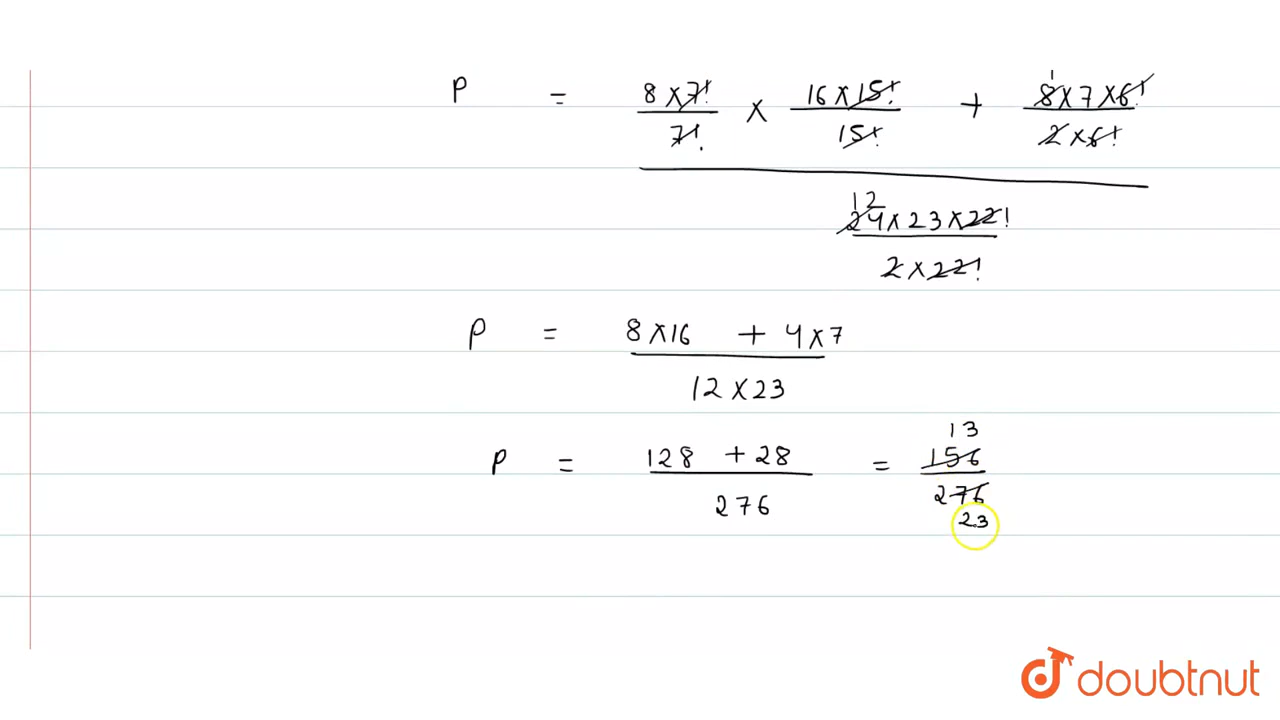 P = 8 × 7! / 7! × 16 × 15! / 15! + 1 8 × 7 × 6! / 2 × 6!
12
24 × 23 × 22!
2 × 22!
P = 8 × 16 + 4 × 7
12 × 23
13
P = 128 + 28 = 156
276 276
23
doubtnut